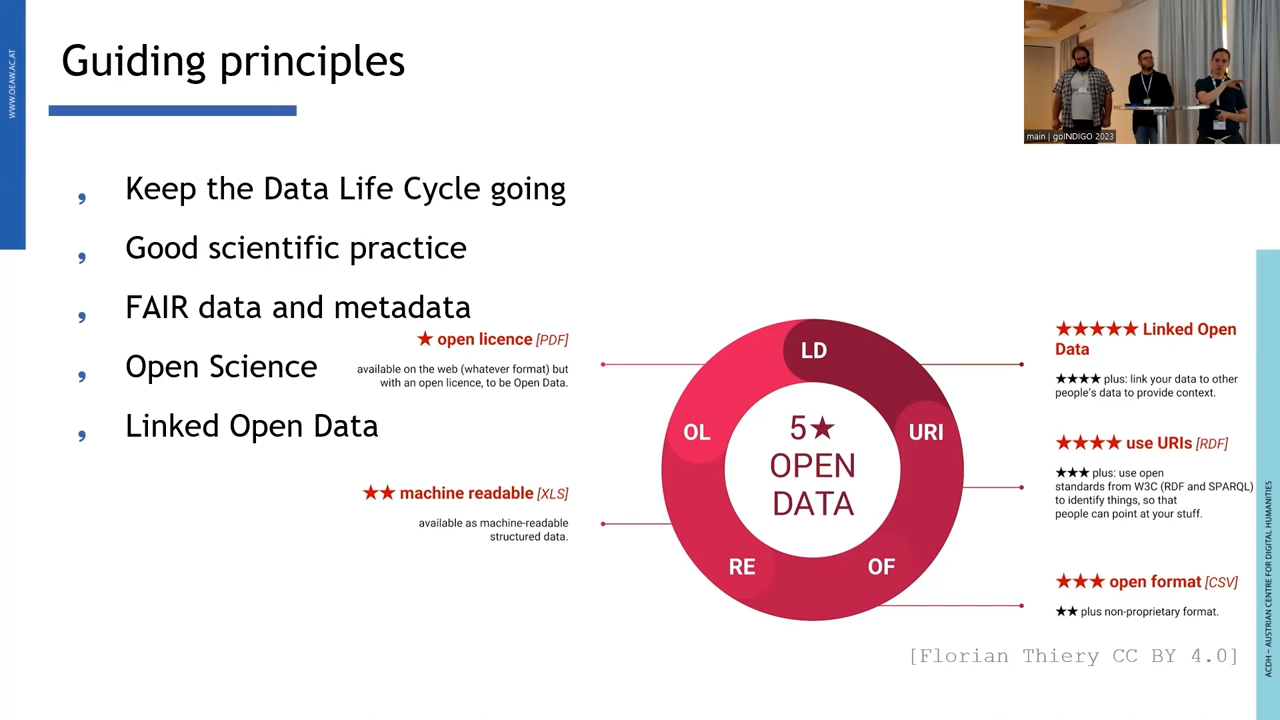 WWW.OEAW.AC.AT
Guiding principles
main | goINDIGO 2023
, Keep the Data Life Cycle going
, Good scientific practice
, FAIR data and metadata
, Open Science
, Linked Open Data
★ open licence [PDF]
available on the web (whatever format) but
with an open licence, to be Open Data.
★★ machine readable [XLS]
available as machine-readable
structured data.
LD
OL
URI
RE
OF
5★
OPEN
DATA
★★★★★ Linked Open
Data
★★★★ plus: link your data to other
people's data to provide context.
★★★★ use URIs [RDF]
★★★ plus: use open
standards from W3C (RDF and SPARQL)
to identify things, so that
people can point at your stuff.
★★★ open format [CSV]
★★ plus non-proprietary format.
[Florian Thiery CC BY 4.0]
ACDH – AUSTRIAN CENTRE FOR DIGITAL HUMANITIES